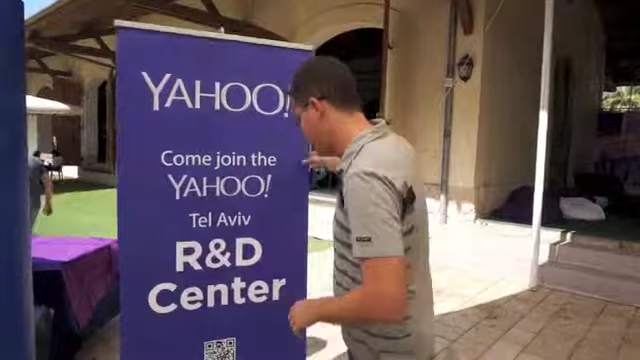 YAHOO!
Come join the
YAHOO!
Tel Aviv
R&D
Center